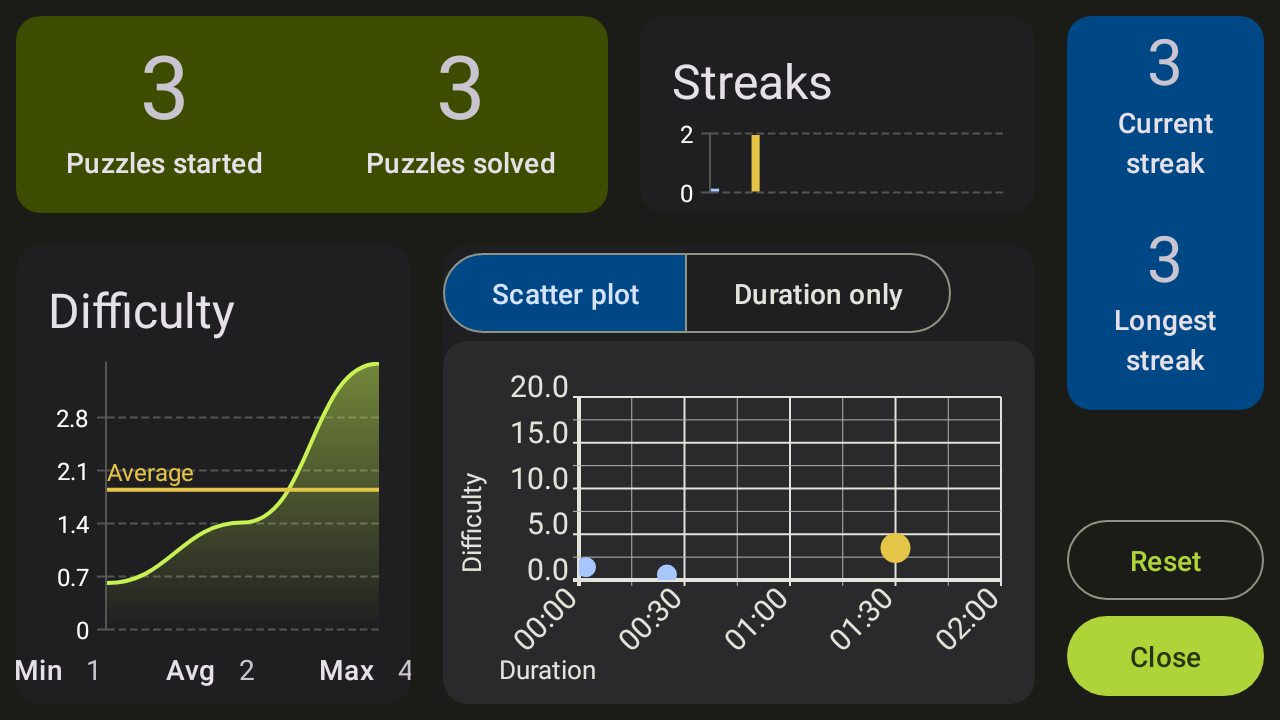 3
Puzzles started
3
Puzzles solved
Streaks
2
0
3
Current
streak
3
Longest
streak
Difficulty
2.8
2.1
1.4
0.7
0
Average
Min 1 Avg 2 Max 4
Scatter plot
Duration only
20.0
15.0
10.0
5.0
0.0
Difficulty
00:00
00:30
01:00
01:30
02:00
Duration
Reset
Close